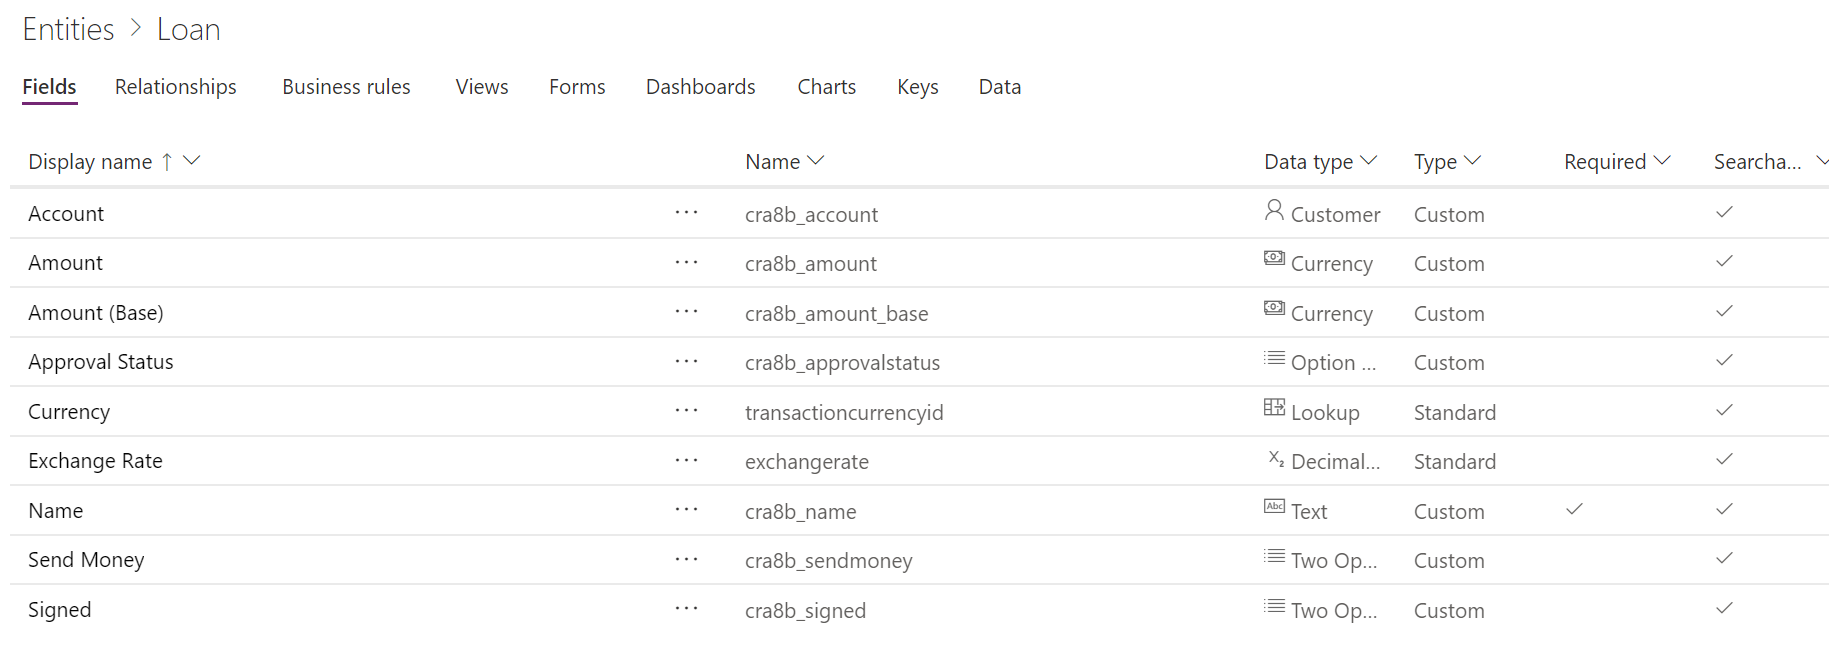 Entities > Loan
Fields Relationships Business rules Views Forms Dashboards Charts Keys Data
Display name ↑ Name Data type Type Required Searcha...
Account ··· cra8b_account Customer Custom
Amount ··· cra8b_amount Currency Custom
Amount (Base) ··· cra8b_amount_base Currency Custom
Approval Status ··· cra8b_approvalstatus Option ... Custom
Currency ··· transactioncurrencyid Lookup Standard
Exchange Rate ··· exchangerate X₂ Decimal... Standard
Name ··· cra8b_name Abc Text Custom
Send Money ··· cra8b_sendmoney Two Op... Custom
Signed ··· cra8b_signed Two Op... Custom